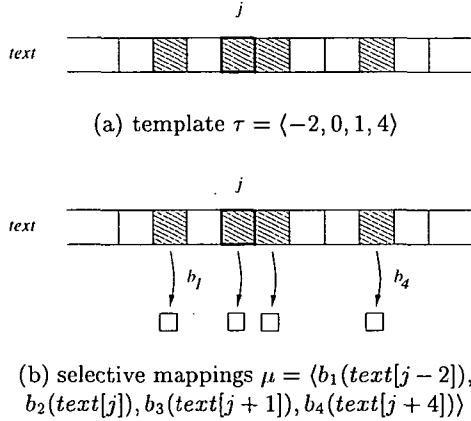 j
text
(a) template τ = ⟨−2, 0, 1, 4⟩
j
text
b₁ b₄
(b) selective mappings μ = ⟨b₁(text[j − 2]),
b₂(text[j]), b₃(text[j + 1]), b₄(text[j + 4])⟩